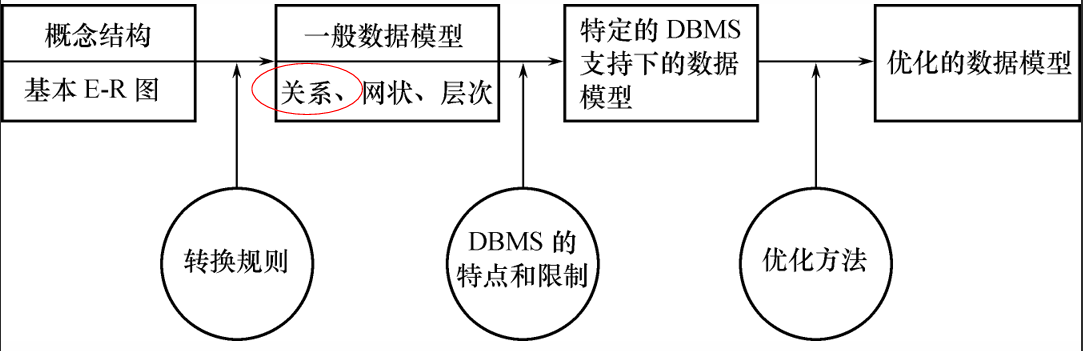 概念结构
基本 E-R 图
一般数据模型
关系、网状、层次
特定的 DBMS
支持下的数据
模型
优化的数据模型
转换规则
DBMS 的
特点和限制
优化方法